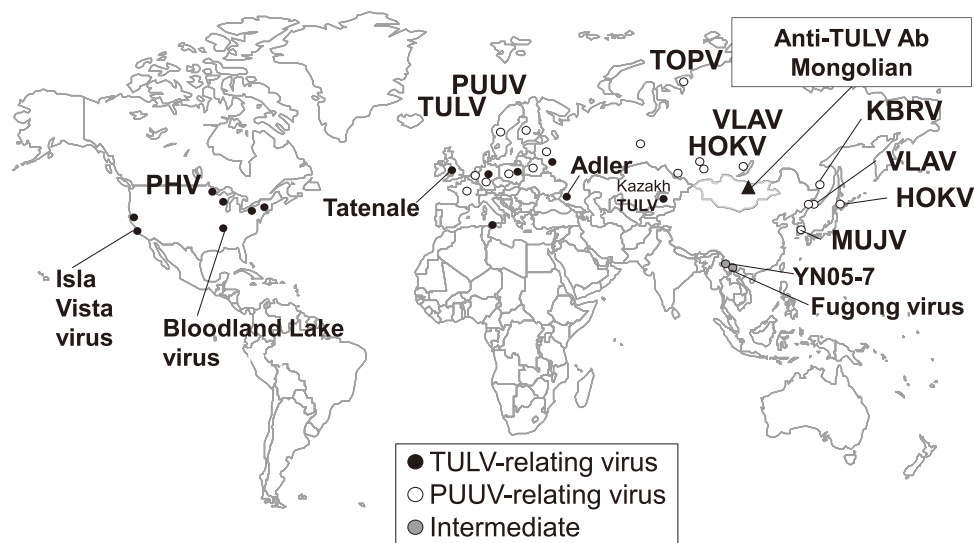 Anti-TULV Ab
Mongolian
TOPV
PUUV
TULV
VLAV
HOKV
KBRV
VLAV
HOKV
PHV
Adler
Kazakh
TULV
Tatenale
MUJV
YN05-7
Fugong virus
Isla
Vista
virus
Bloodland Lake
virus
TULV-relating virus
PUUV-relating virus
Intermediate